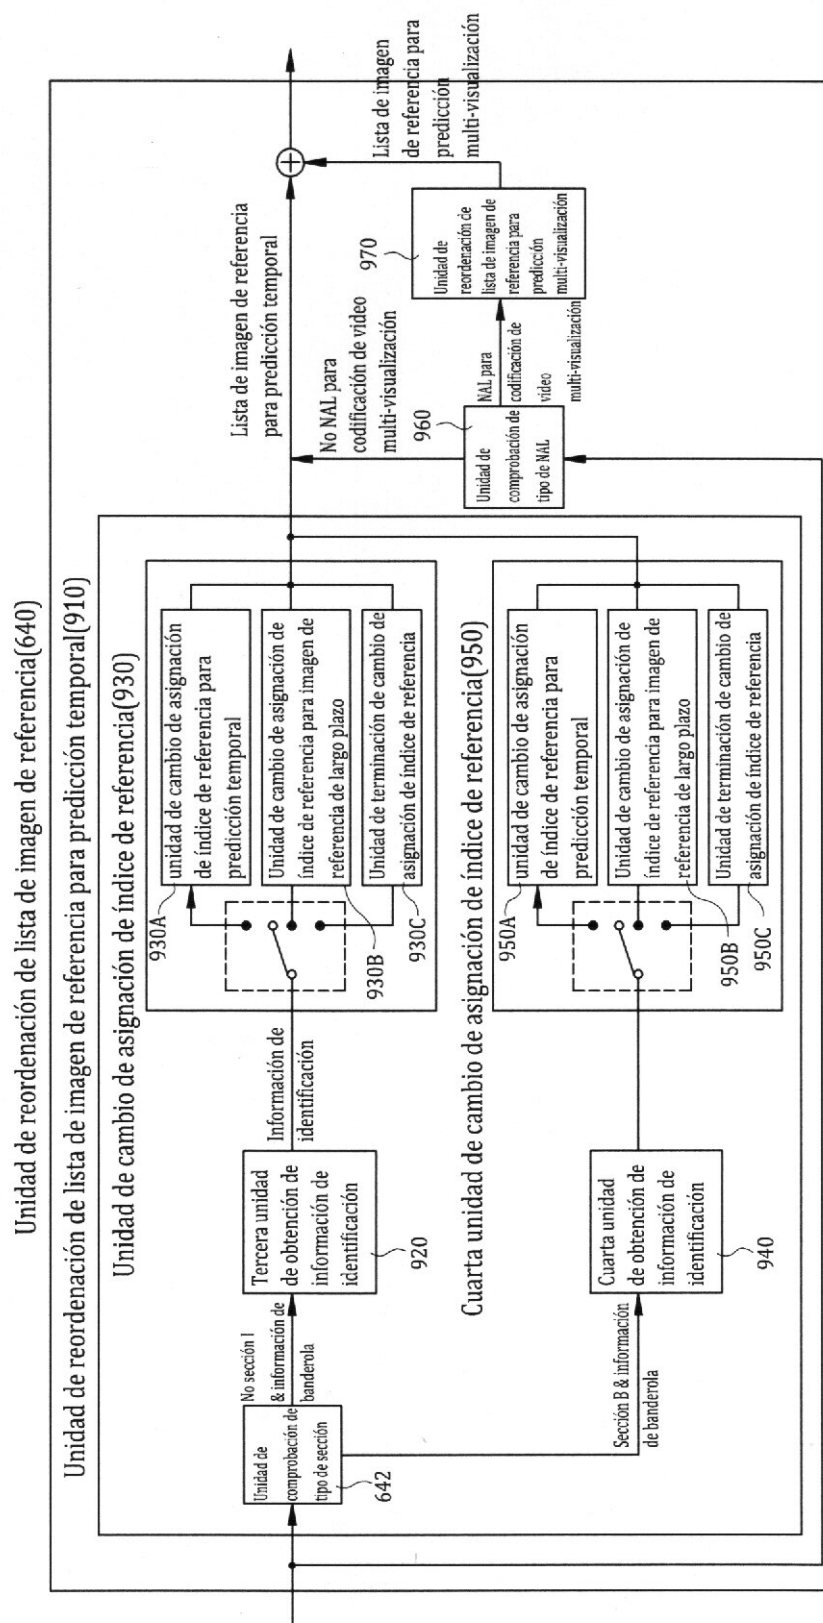 Unidad de reordenación de lista de imagen de referencia(640)
Unidad de reordenación de lista de imagen de referencia para predicción temporal(910)
Unidad de cambio de asignación de índice de referencia(930)
Unidad de
comprobación de
tipo de sección
642
No sección I
& información de
banderola
Tercera unidad
de obtención de
información de
identificación
920
Información de
identificación
930A
unidad de cambio de asignación
de índice de referencia para
predicción temporal
Unidad de cambio de asignación de
índice de referencia para imagen de
referencia de largo plazo
930B
Unidad de terminación de cambio de
asignación de índice de referencia
930C
Lista de imagen de referencia
para predicción temporal
Sección B & información
de banderola
Cuarta unidad
de obtención de
información de
identificación
940
Cuarta unidad de cambio de asignación de índice de referencia(950)
950A
unidad de cambio de asignación
de índice de referencia para
predicción temporal
Unidad de cambio de asignación de
índice de referencia para imagen de
referencia de largo plazo
950B
Unidad de terminación de cambio de
asignación de índice de referencia
950C
No NAL para
codificación de video
multi-visualización
960
Unidad de
comprobación de
tipo de NAL
NAL para
codificación de
video
multi-visualización
970
Unidad de
reordenación de
lista de imagen de
referencia para
predicción
multi-visualización
Lista de imagen
de referencia para
predicción
multi-visualización